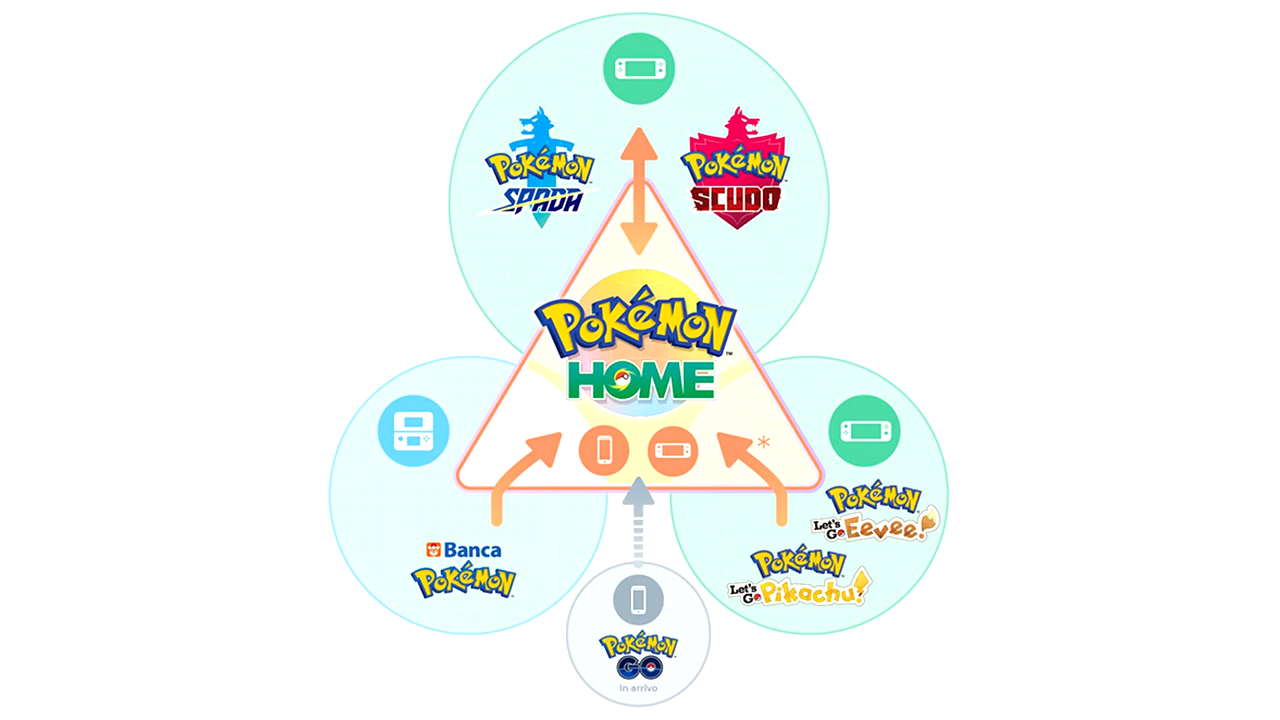 POKéMON
SPADA
POKéMON
SCUDO
POKéMON
™
HOME
*
Banca
POKéMON
POKéMON
Let's Go Eevee!
POKéMON
Let's Go Pikachu!
POKéMON
GO
In arrivo